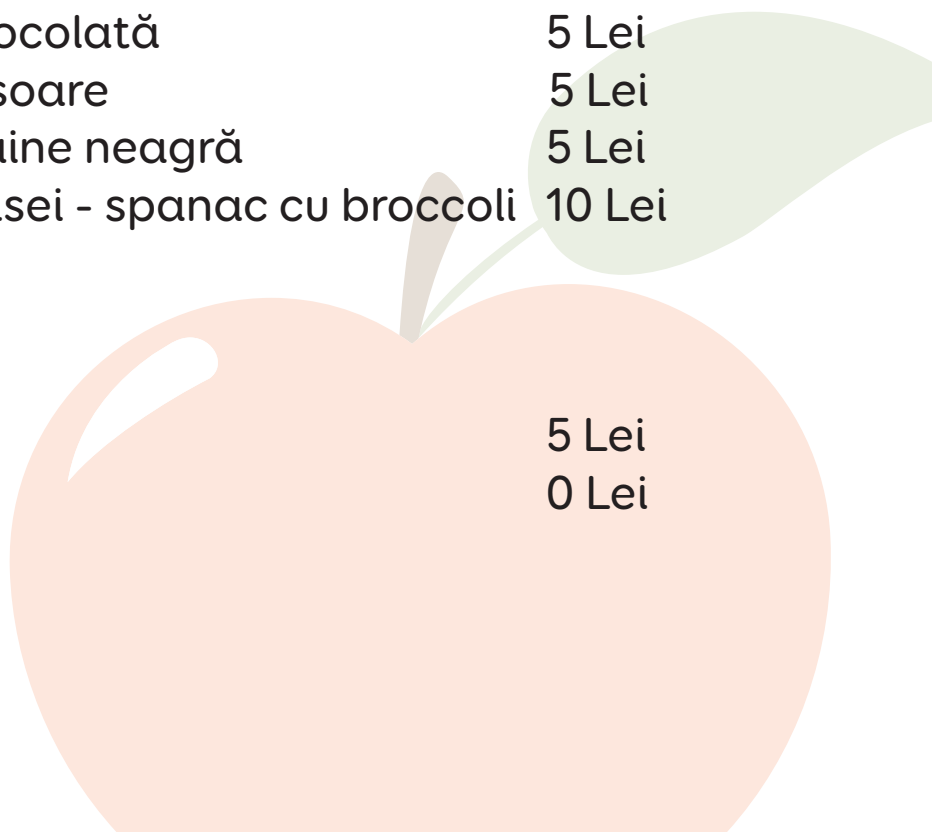 ocolată 5 Lei
soare 5 Lei
ine neagră 5 Lei
sei - spanac cu broccoli 10 Lei
5 Lei
0 Lei